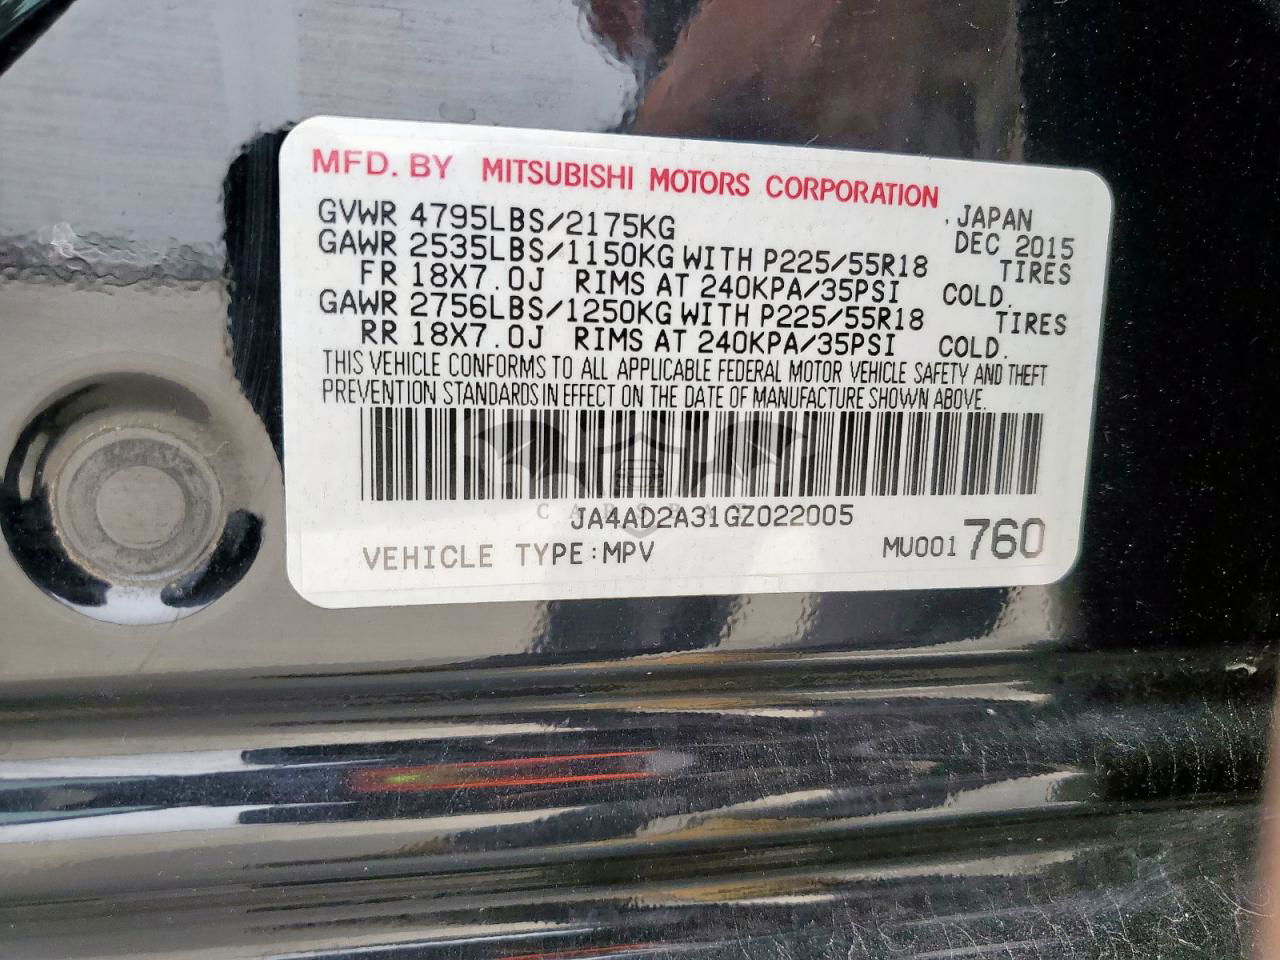 MFD. BY MITSUBISHI MOTORS CORPORATION
, JAPAN
GVWR 4795LBS/2175KG DEC 2015
GAWR 2535LBS/1150KG WITH P225/55R18 TIRES
FR 18X7.0J RIMS AT 240KPA/35PSI COLD.
GAWR 2756LBS/1250KG WITH P225/55R18 TIRES
RR 18X7.0J RIMS AT 240KPA/35PSI COLD.
THIS VEHICLE CONFORMS TO ALL APPLICABLE FEDERAL MOTOR VEHICLE SAFETY AND THEFT
PREVENTION STANDARDS IN EFFECT ON THE DATE OF MANUFACTURE SHOWN ABOVE.
JA4AD2A31GZ022005
VEHICLE TYPE:MPV MU001 760